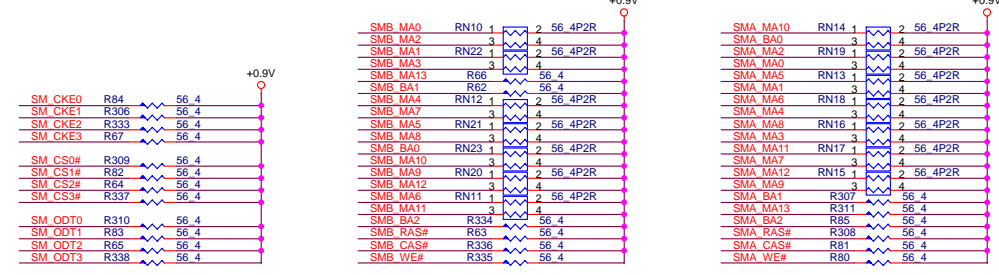 +0.9V
SM_CKE0 R84 56_4
SM_CKE1 R306 56_4
SM_CKE2 R333 56_4
SM_CKE3 R67 56_4
SM_CS0# R309 56_4
SM_CS1# R82 56_4
SM_CS2# R64 56_4
SM_CS3# R337 56_4
SM_ODT0 R310 56_4
SM_ODT1 R83 56_4
SM_ODT2 R65 56_4
SM_ODT3 R338 56_4
+0.9V
SMB_MA0 RN10 1 2 56_4P2R
SMB_MA2 3 4
SMB_MA1 RN22 1 2 56_4P2R
SMB_MA3 3 4
SMB_MA13 R66 56_4
SMB_BA1 R62 56_4
SMB_MA4 RN12 1 2 56_4P2R
SMB_MA7 3 4
SMB_MA5 RN21 1 2 56_4P2R
SMB_MA8 3 4
SMB_BA0 RN23 1 2 56_4P2R
SMB_MA10 3 4
SMB_MA9 RN20 1 2 56_4P2R
SMB_MA12 3 4
SMB_MA6 RN11 1 2 56_4P2R
SMB_MA11 3 4
SMB_BA2 R334 56_4
SMB_RAS# R63 56_4
SMB_CAS# R336 56_4
SMB_WE# R335 56_4
+0.9V
SMA_MA10 RN14 1 2 56_4P2R
SMA_BA0 3 4
SMA_MA2 RN19 1 2 56_4P2R
SMA_MA0 3 4
SMA_MA5 RN13 1 2 56_4P2R
SMA_MA1 3 4
SMA_MA6 RN18 1 2 56_4P2R
SMA_MA4 3 4
SMA_MA8 RN16 1 2 56_4P2R
SMA_MA3 3 4
SMA_MA11 RN17 1 2 56_4P2R
SMA_MA7 3 4
SMA_MA12 RN15 1 2 56_4P2R
SMA_MA9 3 4
SMA_BA1 R307 56_4
SMA_MA13 R311 56_4
SMA_BA2 R85 56_4
SMA_RAS# R308 56_4
SMA_CAS# R81 56_4
SMA_WE# R80 56_4